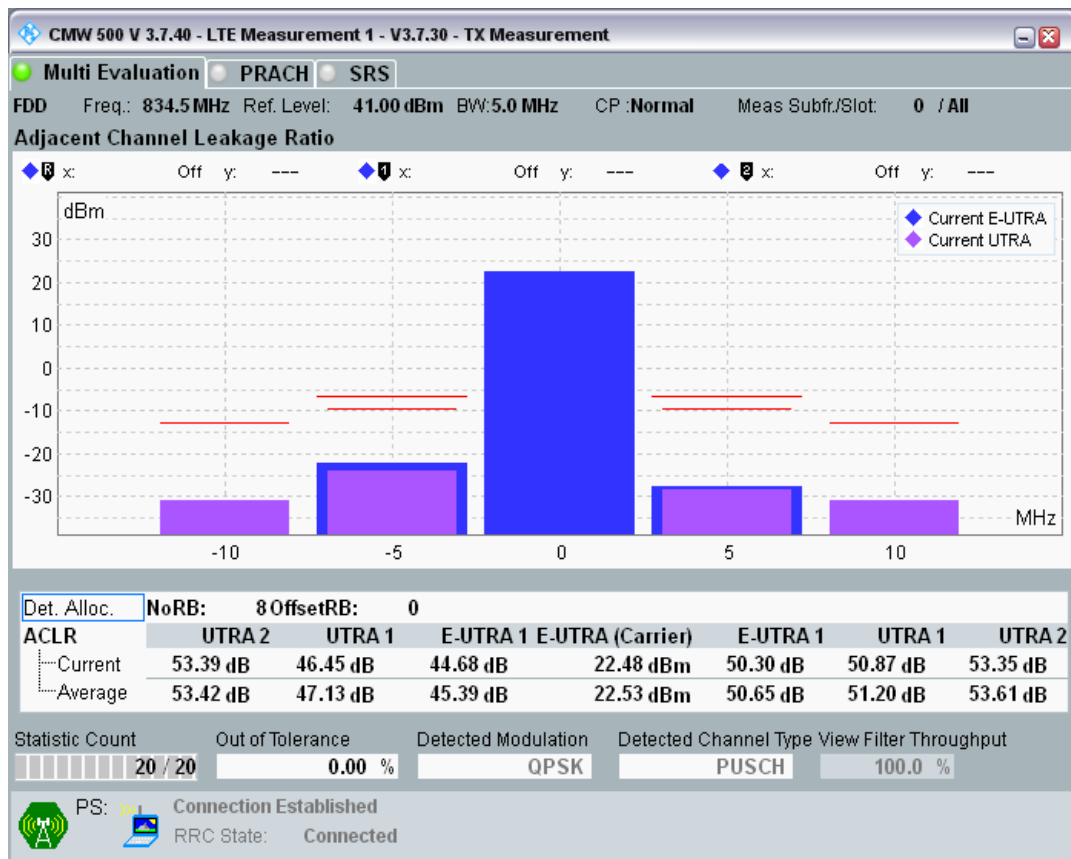 CMW 500 V 3.7.40 - LTE Measurement 1 - V3.7.30 - TX Measurement
Multi Evaluation PRACH SRS
FDD Freq.: 834.5 MHz Ref. Level: 41.00 dBm BW:5.0 MHz CP :Normal Meas Subfr./Slot: 0 / All
Adjacent Channel Leakage Ratio
R x: Off y: --- 1 x: Off y: --- 2 x: Off y: ---
dBm
Current E-UTRA
Current UTRA
30
20
10
0
-10
-20
-30
MHz
-10 -5 0 5 10
Det. Alloc. NoRB: 8 OffsetRB: 0
ACLR UTRA 2 UTRA 1 E-UTRA 1 E-UTRA (Carrier) E-UTRA 1 UTRA 1 UTRA 2
Current 53.39 dB 46.45 dB 44.68 dB 22.48 dBm 50.30 dB 50.87 dB 53.35 dB
Average 53.42 dB 47.13 dB 45.39 dB 22.53 dBm 50.65 dB 51.20 dB 53.61 dB
Statistic Count Out of Tolerance Detected Modulation Detected Channel Type View Filter Throughput
20 / 20 0.00 % QPSK PUSCH 100.0 %
PS: Connection Established
RRC State: Connected